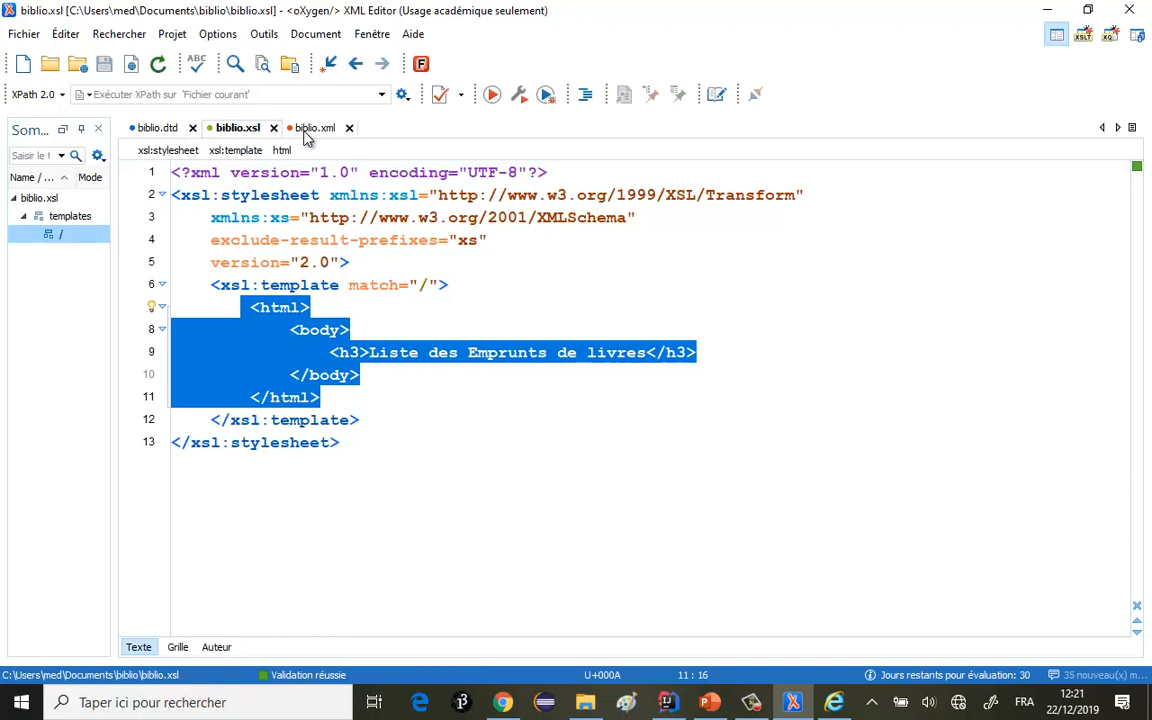 biblio.xsl [C:\Users\med\Documents\biblio\biblio.xsl] - <oXygen/> XML Editor (Usage académique seulement)
Fichier Éditer Rechercher Projet Options Outils Document Fenêtre Aide
XPath 2.0 Exécuter XPath sur 'Fichier courant'
Som... biblio.dtd biblio.xsl biblio.xml
Saisir le t xsl:stylesheet xsl:template html
Name / ... Mode
biblio.xsl
templates
/
1 <?xml version="1.0" encoding="UTF-8"?>
2 <xsl:stylesheet xmlns:xsl="http://www.w3.org/1999/XSL/Transform"
3 xmlns:xs="http://www.w3.org/2001/XMLSchema"
4 exclude-result-prefixes="xs"
5 version="2.0">
6 <xsl:template match="/">
<html>
8 <body>
9 <h3>Liste des Emprunts de livres</h3>
10 </body>
11 </html>
12 </xsl:template>
13 </xsl:stylesheet>
Texte Grille Auteur
C:\Users\med\Documents\biblio\biblio.xsl Validation réussie U+000A 11 : 16 Jours restants pour évaluation: 30 35 nouveau(x) m...
Taper ici pour rechercher FRA 12:21
22/12/2019